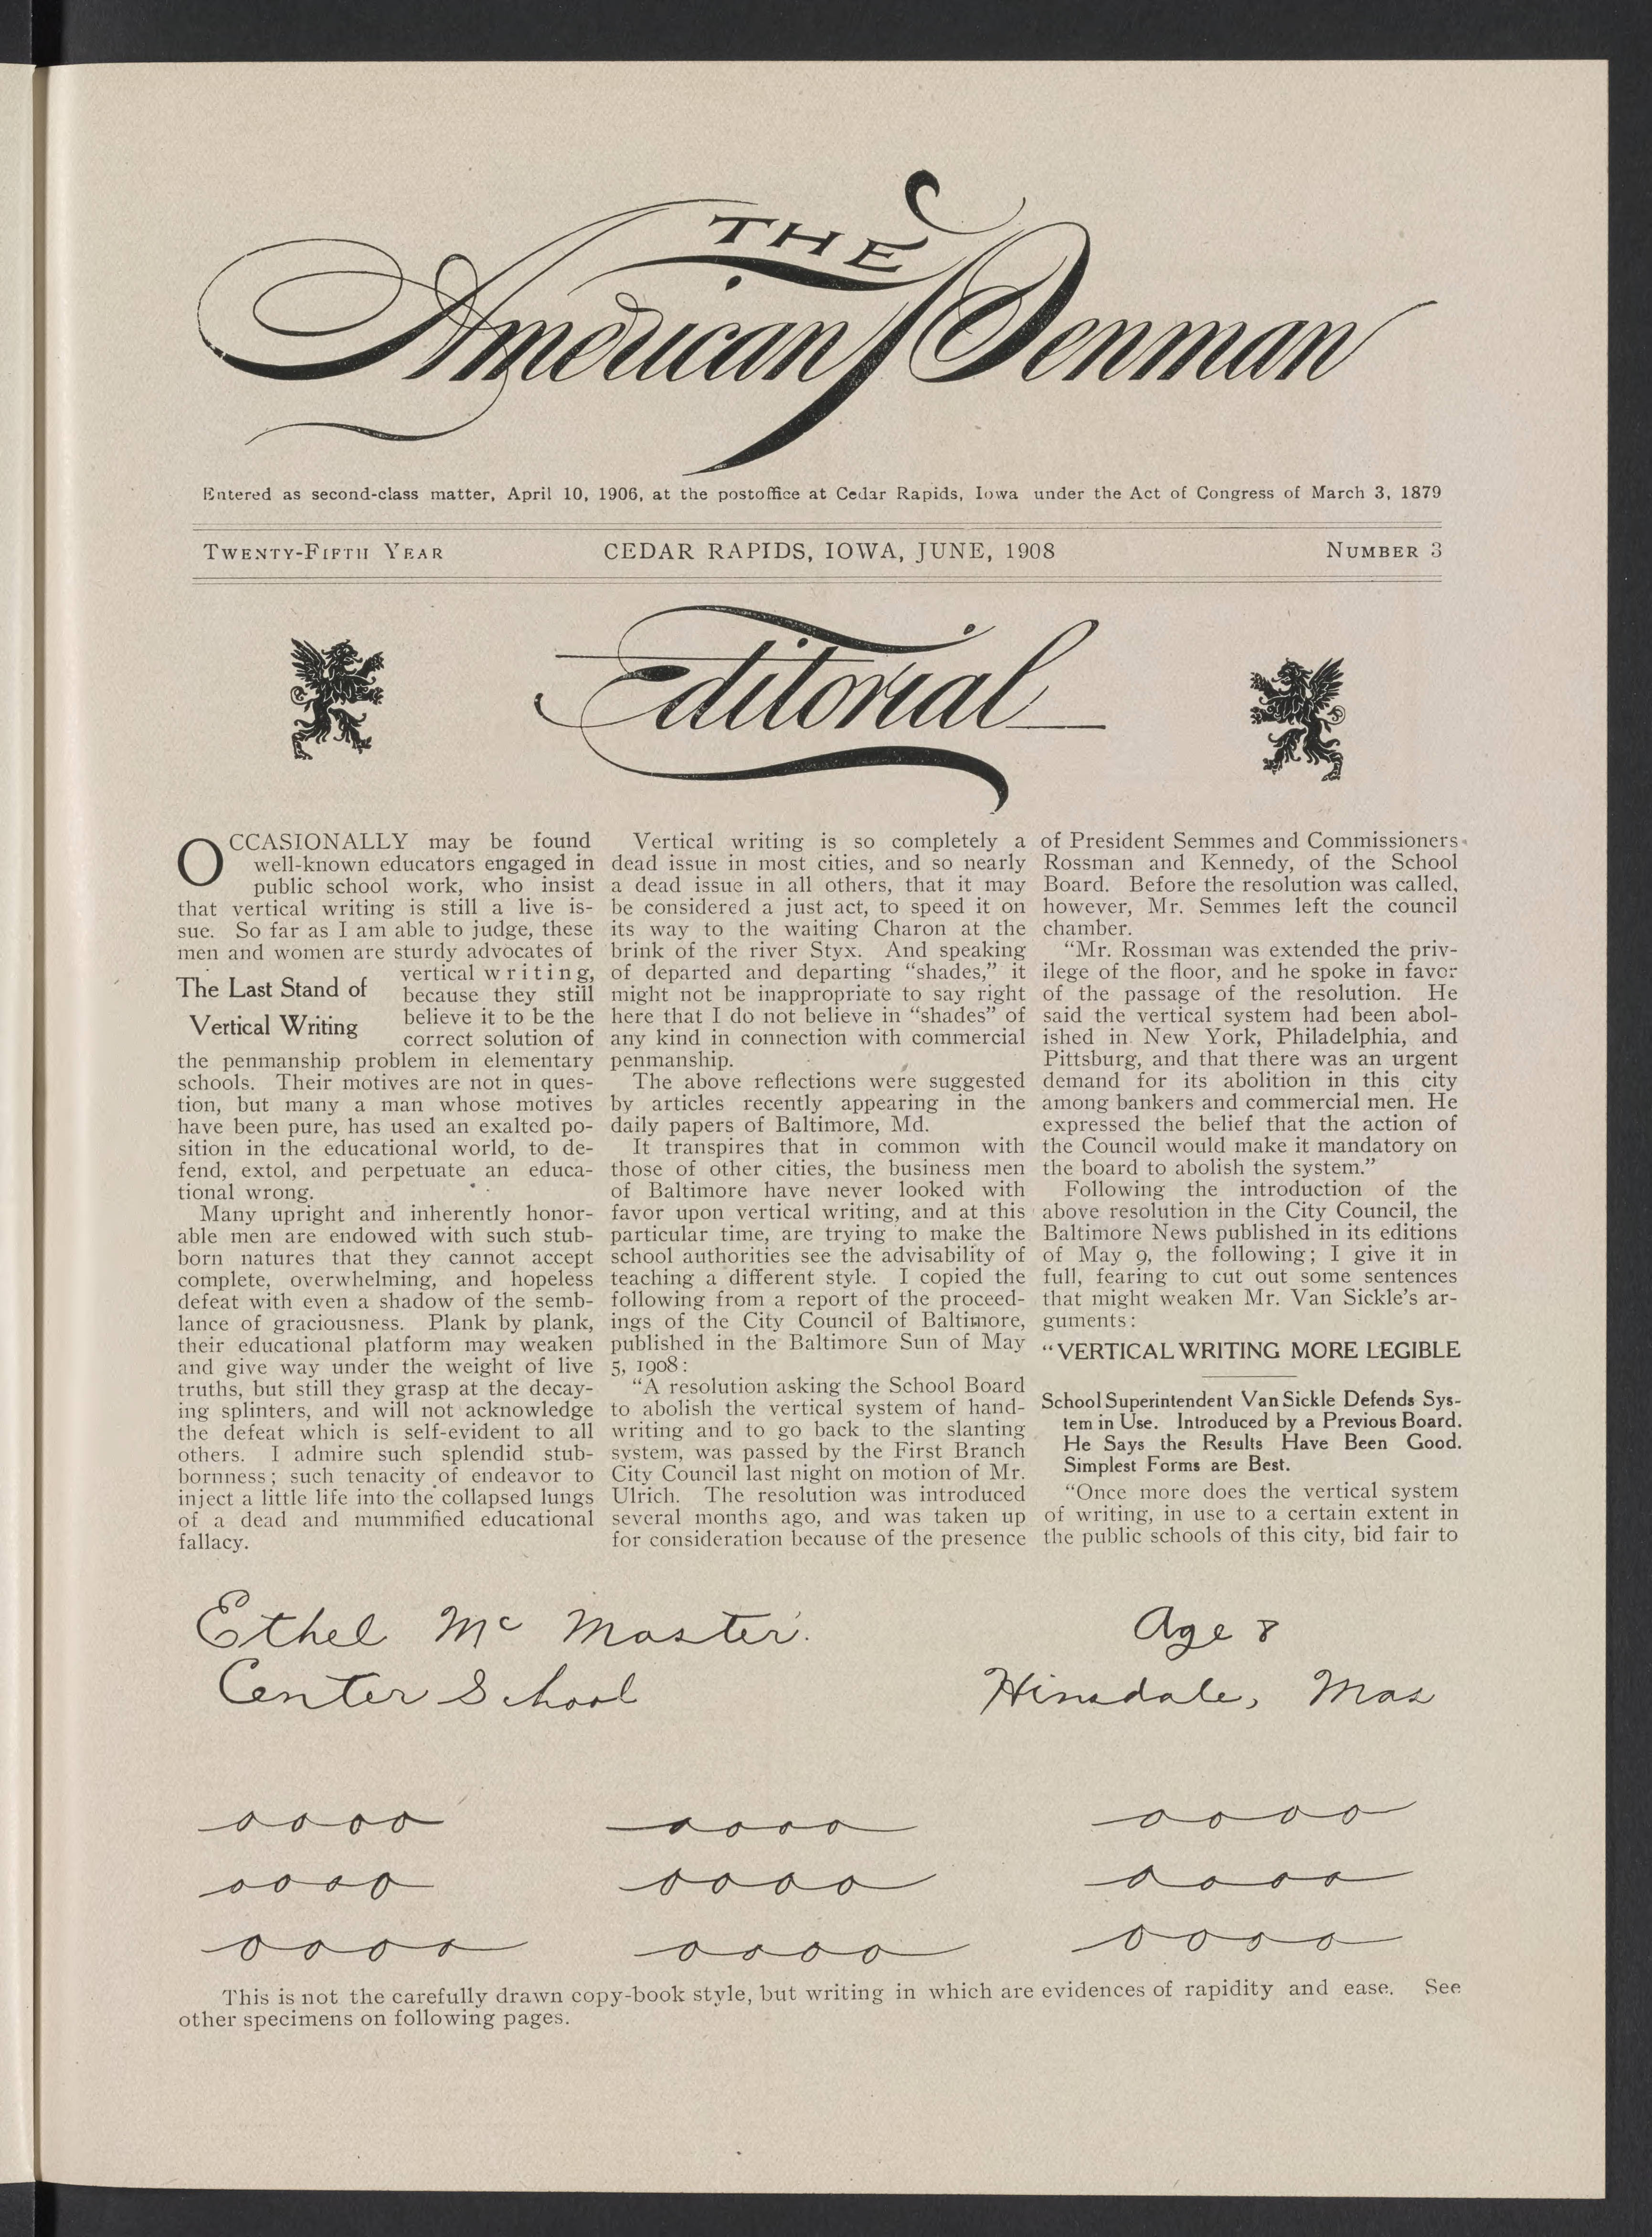 THE
American Penman
Entered as second-class matter, April 10, 1906, at the postoffice at Cedar Rapids, Iowa under the Act of Congress of March 3, 1879
TWENTY-FIFTH YEAR CEDAR RAPIDS, IOWA, JUNE, 1908 NUMBER 3
Editorial
OCCASIONALLY may be found
well-known educators engaged in
public school work, who insist
that vertical writing is still a live is-
sue. So far as I am able to judge, these
men and women are sturdy advocates of
The Last Stand of
Vertical Writing
vertical writing,
because they still
believe it to be the
correct solution of
the penmanship problem in elementary
schools. Their motives are not in ques-
tion, but many a man whose motives
have been pure, has used an exalted po-
sition in the educational world, to de-
fend, extol, and perpetuate an educa-
tional wrong.
Many upright and inherently honor-
able men are endowed with such stub-
born natures that they cannot accept
complete, overwhelming, and hopeless
defeat with even a shadow of the semb-
lance of graciousness. Plank by plank,
their educational platform may weaken
and give way under the weight of live
truths, but still they grasp at the decay-
ing splinters, and will not acknowledge
the defeat which is self-evident to all
others. I admire such splendid stub-
bornness; such tenacity of endeavor to
inject a little life into the collapsed lungs
of a dead and mummified educational
fallacy.
Vertical writing is so completely a
dead issue in most cities, and so nearly
a dead issue in all others, that it may
be considered a just act, to speed it on
its way to the waiting Charon at the
brink of the river Styx. And speaking
of departed and departing "shades," it
might not be inappropriate to say right
here that I do not believe in "shades" of
any kind in connection with commercial
penmanship.
The above reflections were suggested
by articles recently appearing in the
daily papers of Baltimore, Md.
It transpires that in common with
those of other cities, the business men
of Baltimore have never looked with
favor upon vertical writing, and at this
particular time, are trying to make the
school authorities see the advisability of
teaching a different style. I copied the
following from a report of the proceed-
ings of the City Council of Baltimore,
published in the Baltimore Sun of May
5, 1908:
"A resolution asking the School Board
to abolish the vertical system of hand-
writing and to go back to the slanting
system, was passed by the First Branch
City Council last night on motion of Mr.
Ulrich. The resolution was introduced
several months ago, and was taken up
for consideration because of the presence
of President Semmes and Commissioners
Rossman and Kennedy, of the School
Board. Before the resolution was called,
however, Mr. Semmes left the council
chamber.
"Mr. Rossman was extended the priv-
ilege of the floor, and he spoke in favor
of the passage of the resolution. He
said the vertical system had been abol-
ished in New York, Philadelphia, and
Pittsburg, and that there was an urgent
demand for its abolition in this city
among bankers and commercial men. He
expressed the belief that the action of
the Council would make it mandatory on
the board to abolish the system."
Following the introduction of the
above resolution in the City Council, the
Baltimore News published in its editions
of May 9, the following; I give it in
full, fearing to cut out some sentences
that might weaken Mr. Van Sickle's ar-
guments:
"VERTICAL WRITING MORE LEGIBLE
School Superintendent Van Sickle Defends Sys-
tem in Use. Introduced by a Previous Board.
He Says the Results Have Been Good.
Simplest Forms are Best.
"Once more does the vertical system
of writing, in use to a certain extent in
the public schools of this city, bid fair to
Ethel Mc Master. Age 8
Center School Hinsdale, Mas
oooo oooo oooo
oooo oooo oooo
oooo oooo oooo
This is not the carefully drawn copy-book style, but writing in which are evidences of rapidity and ease. See
other specimens on following pages.